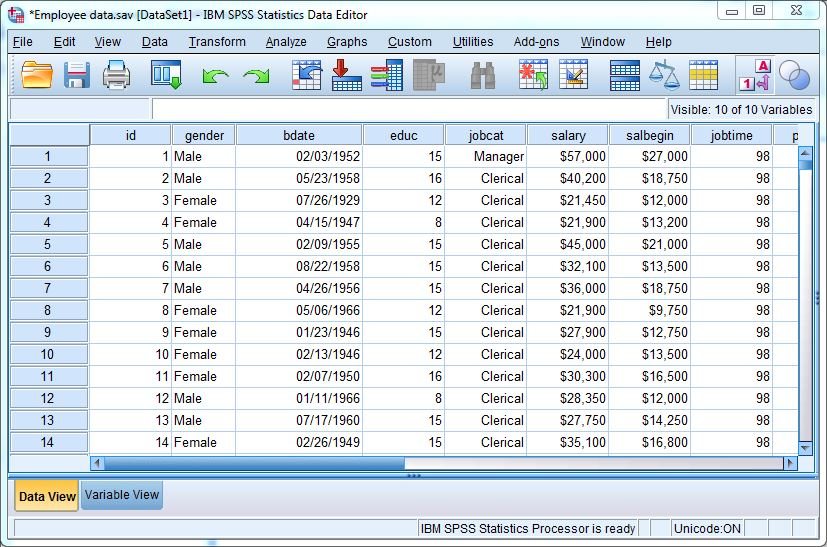 *Employee data.sav [DataSet1] - IBM SPSS Statistics Data Editor
File Edit View Data Transform Analyze Graphs Custom Utilities Add-ons Window Help
Visible: 10 of 10 Variables
id gender bdate educ jobcat salary salbegin jobtime p
1 1 Male 02/03/1952 15 Manager $57,000 $27,000 98
2 2 Male 05/23/1958 16 Clerical $40,200 $18,750 98
3 3 Female 07/26/1929 12 Clerical $21,450 $12,000 98
4 4 Female 04/15/1947 8 Clerical $21,900 $13,200 98
5 5 Male 02/09/1955 15 Clerical $45,000 $21,000 98
6 6 Male 08/22/1958 15 Clerical $32,100 $13,500 98
7 7 Male 04/26/1956 15 Clerical $36,000 $18,750 98
8 8 Female 05/06/1966 12 Clerical $21,900 $9,750 98
9 9 Female 01/23/1946 15 Clerical $27,900 $12,750 98
10 10 Female 02/13/1946 12 Clerical $24,000 $13,500 98
11 11 Female 02/07/1950 16 Clerical $30,300 $16,500 98
12 12 Male 01/11/1966 8 Clerical $28,350 $12,000 98
13 13 Male 07/17/1960 15 Clerical $27,750 $14,250 98
14 14 Female 02/26/1949 15 Clerical $35,100 $16,800 98
Data View Variable View
IBM SPSS Statistics Processor is ready Unicode:ON